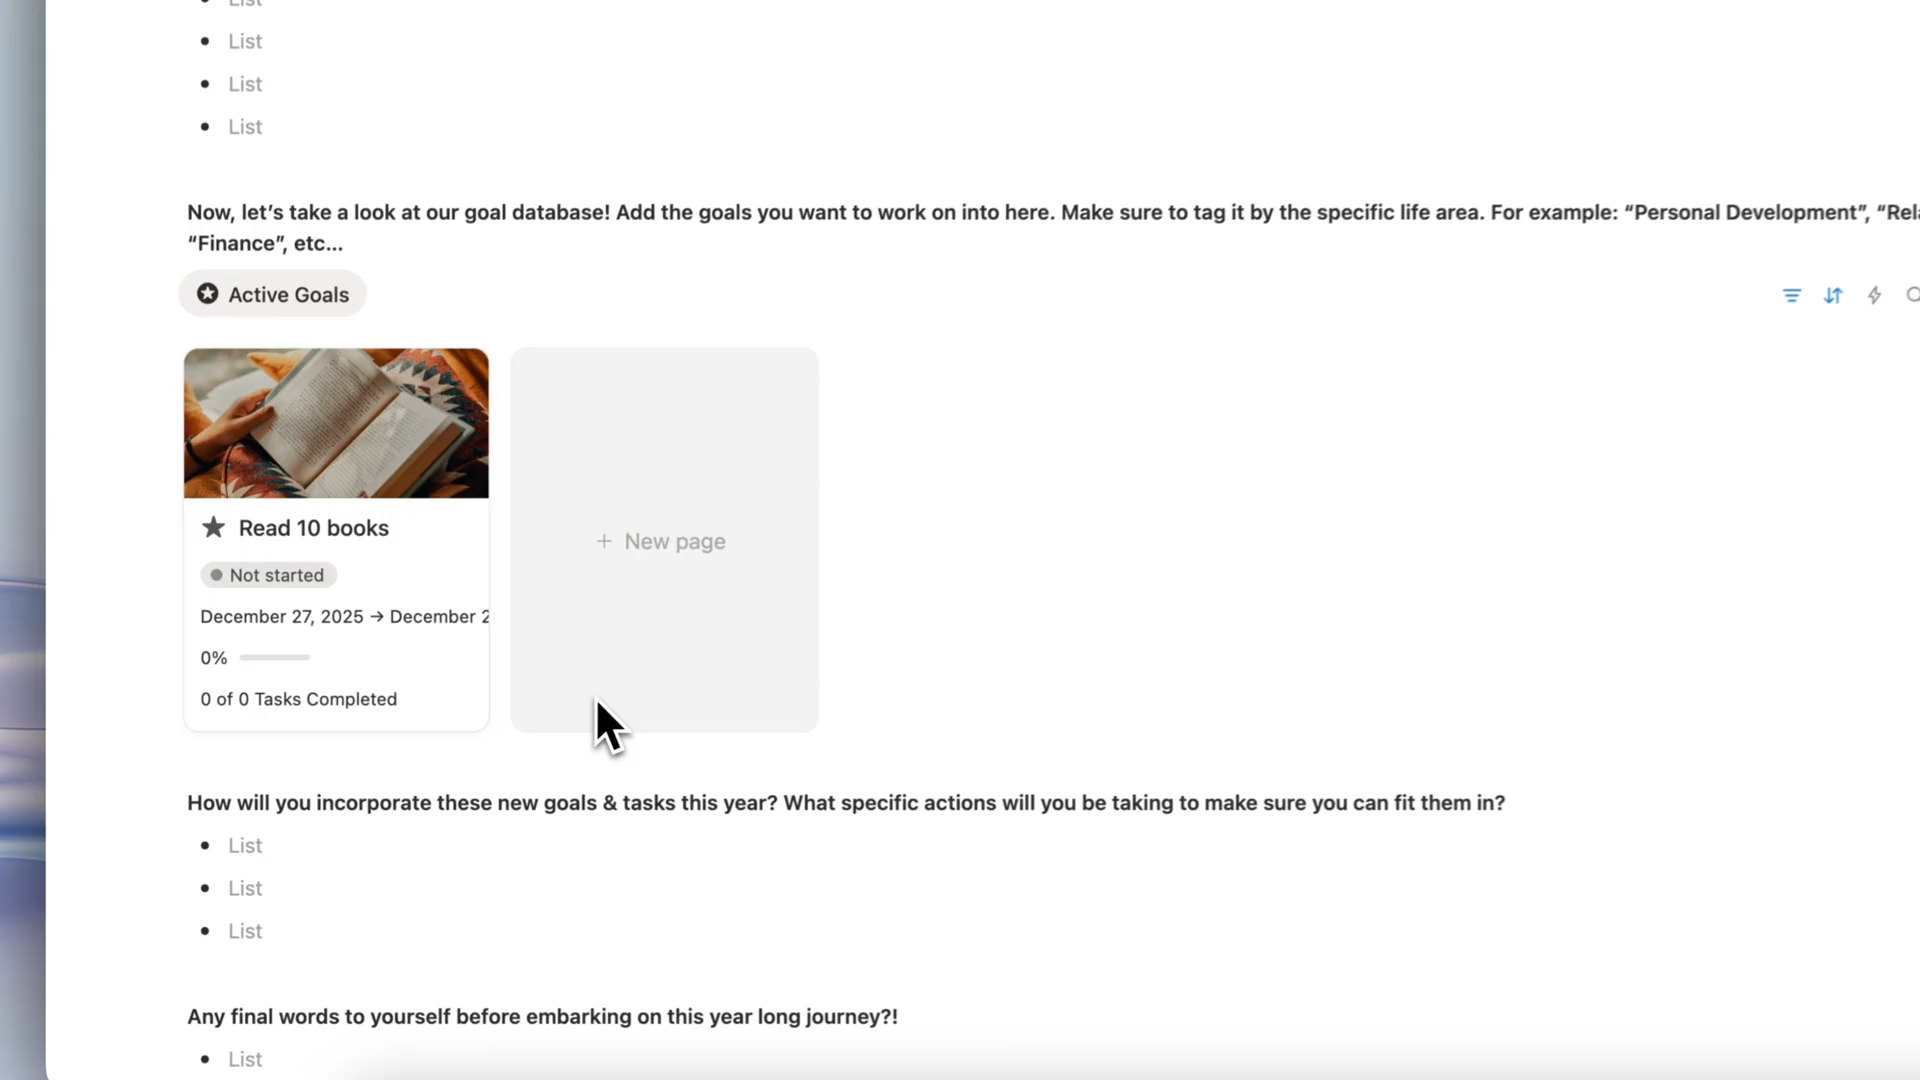 List
List
List
List
Now, let’s take a look at our goal database! Add the goals you want to work on into here. Make sure to tag it by the specific life area. For example: “Personal Development”, “Rel
“Finance”, etc...
Active Goals
Read 10 books
+ New page
Not started
December 27, 2025 → December 2
0%
0 of 0 Tasks Completed
How will you incorporate these new goals & tasks this year? What specific actions will you be taking to make sure you can fit them in?
List
List
List
Any final words to yourself before embarking on this year long journey?!
List